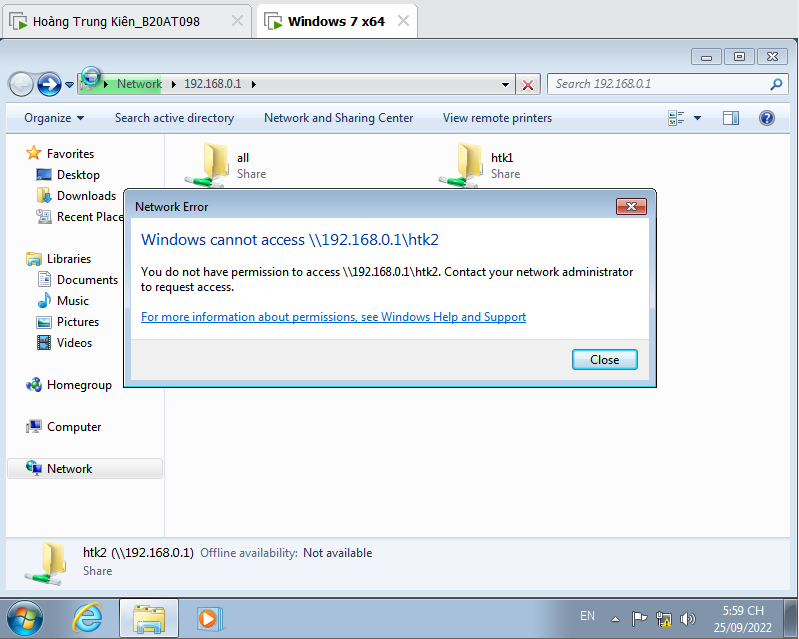 Hoàng Trung Kiên_B20AT098
Windows 7 x64
Network
192.168.0.1
Search 192.168.0.1
Organize
Search active directory
Network and Sharing Center
View remote printers
Favorites
Desktop
Downloads
Recent Place
Libraries
Documents
Music
Pictures
Videos
Homegroup
Computer
Network
all
Share
htk1
Share
Network Error
Windows cannot access \\192.168.0.1\htk2
You do not have permission to access \\192.168.0.1\htk2. Contact your network administrator
to request access.
For more information about permissions, see Windows Help and Support
Close
htk2 (\\192.168.0.1) Offline availability: Not available
Share
EN
5:59 CH
25/09/2022